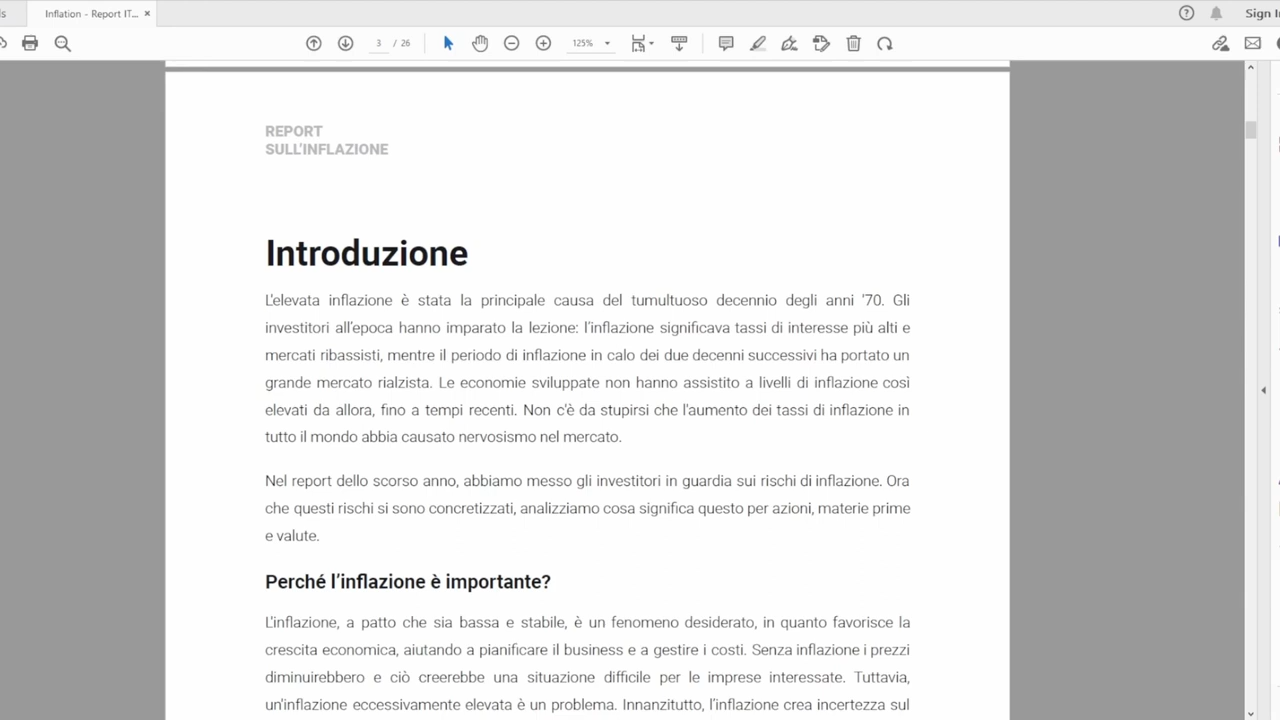 Inflation - Report IT...
Sign
3 / 26
125%
REPORT
SULL'INFLAZIONE
Introduzione
L'elevata inflazione è stata la principale causa del tumultuoso decennio degli anni '70. Gli
investitori all'epoca hanno imparato la lezione: l'inflazione significava tassi di interesse più alti e
mercati ribassisti, mentre il periodo di inflazione in calo dei due decenni successivi ha portato un
grande mercato rialzista. Le economie sviluppate non hanno assistito a livelli di inflazione così
elevati da allora, fino a tempi recenti. Non c'è da stupirsi che l'aumento dei tassi di inflazione in
tutto il mondo abbia causato nervosismo nel mercato.
Nel report dello scorso anno, abbiamo messo gli investitori in guardia sui rischi di inflazione. Ora
che questi rischi si sono concretizzati, analizziamo cosa significa questo per azioni, materie prime
e valute.
Perché l'inflazione è importante?
L'inflazione, a patto che sia bassa e stabile, è un fenomeno desiderato, in quanto favorisce la
crescita economica, aiutando a pianificare il business e a gestire i costi. Senza inflazione i prezzi
diminuirebbero e ciò creerebbe una situazione difficile per le imprese interessate. Tuttavia,
un'inflazione eccessivamente elevata è un problema. Innanzitutto, l'inflazione crea incertezza sul